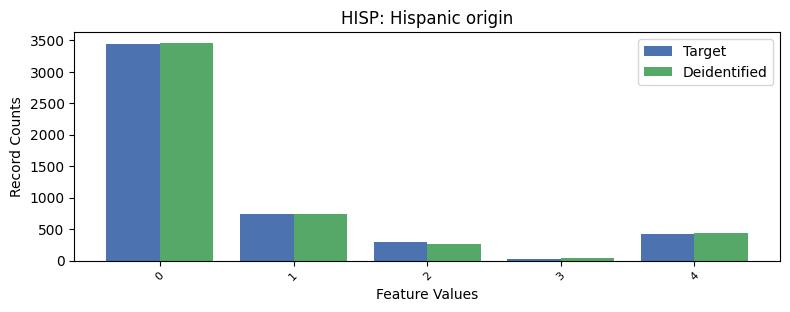 HISP: Hispanic origin
Target
Deidentified
3500
3000
2500
2000
1500
1000
500
0
Record Counts
0 1 2 3 4
Feature Values